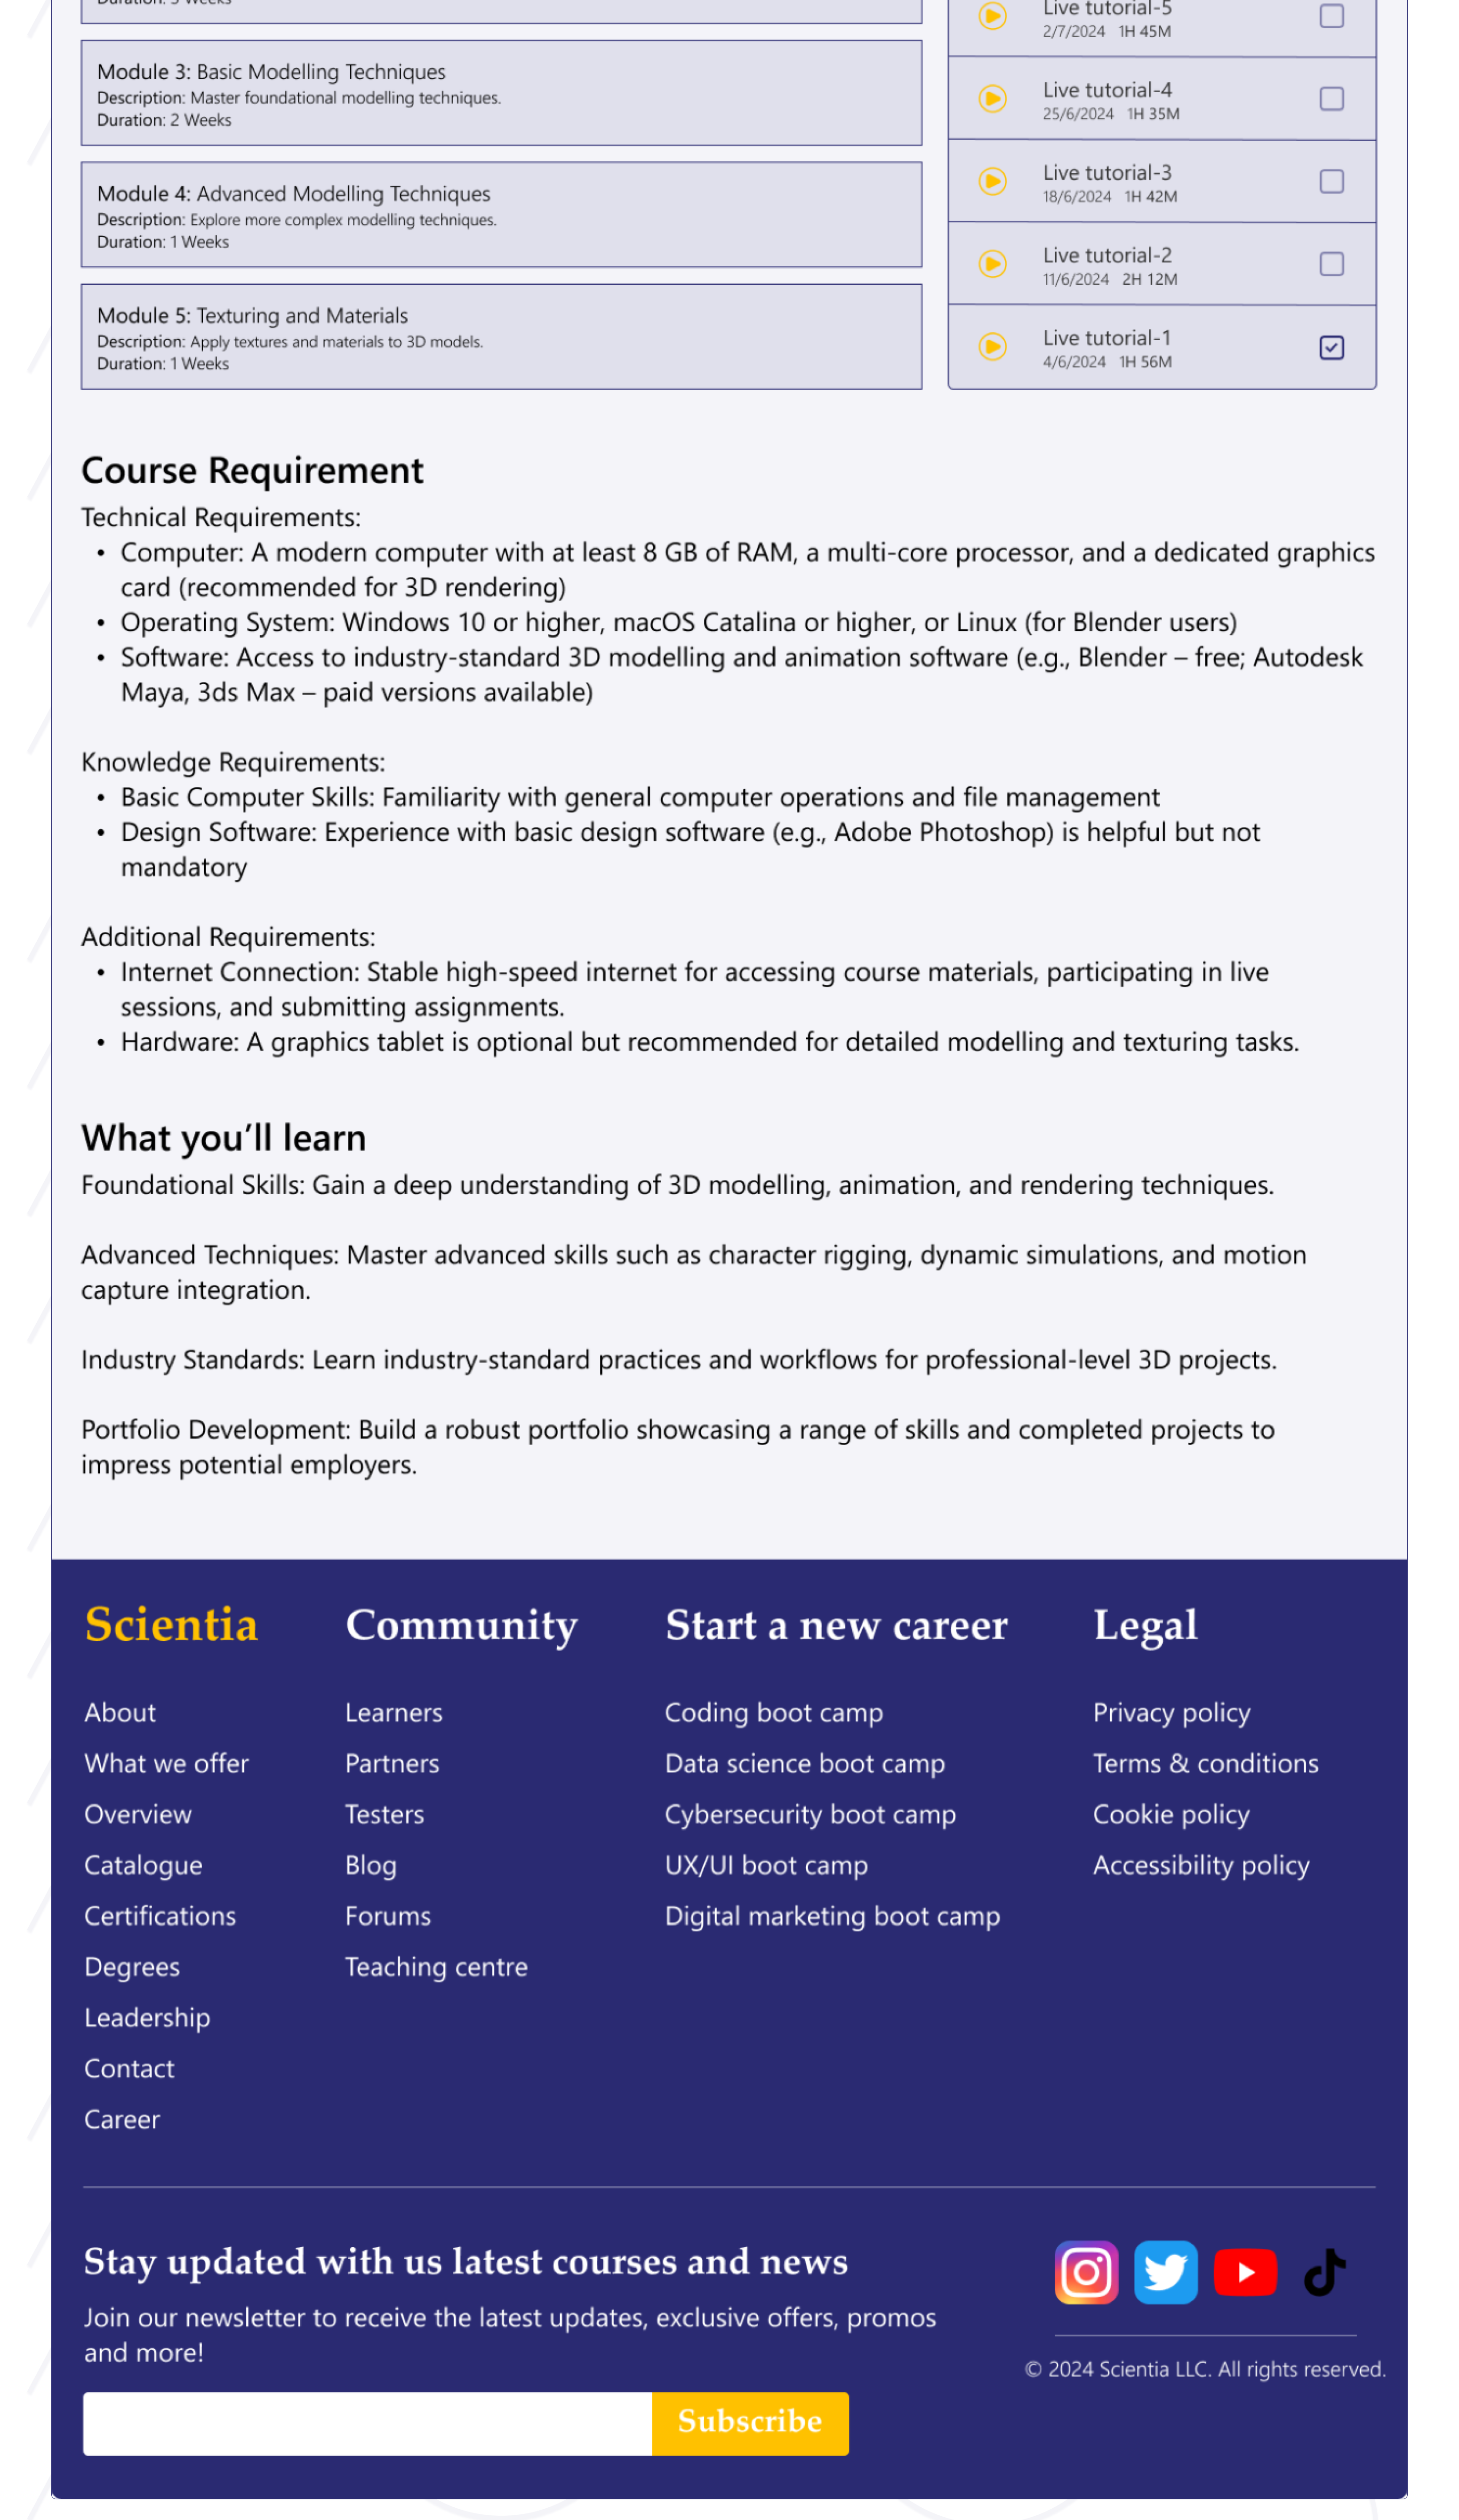 Duration: 3 Weeks
Module 3: Basic Modelling Techniques
Description: Master foundational modelling techniques.
Duration: 2 Weeks
Module 4: Advanced Modelling Techniques
Description: Explore more complex modelling techniques.
Duration: 1 Weeks
Module 5: Texturing and Materials
Description: Apply textures and materials to 3D models.
Duration: 1 Weeks
Live tutorial-5
2/7/2024 1H 45M
Live tutorial-4
25/6/2024 1H 35M
Live tutorial-3
18/6/2024 1H 42M
Live tutorial-2
11/6/2024 2H 12M
Live tutorial-1
4/6/2024 1H 56M
Course Requirement
Technical Requirements:
• Computer: A modern computer with at least 8 GB of RAM, a multi-core processor, and a dedicated graphics
card (recommended for 3D rendering)
• Operating System: Windows 10 or higher, macOS Catalina or higher, or Linux (for Blender users)
• Software: Access to industry-standard 3D modelling and animation software (e.g., Blender – free; Autodesk
Maya, 3ds Max – paid versions available)
Knowledge Requirements:
• Basic Computer Skills: Familiarity with general computer operations and file management
• Design Software: Experience with basic design software (e.g., Adobe Photoshop) is helpful but not
mandatory
Additional Requirements:
• Internet Connection: Stable high-speed internet for accessing course materials, participating in live
sessions, and submitting assignments.
• Hardware: A graphics tablet is optional but recommended for detailed modelling and texturing tasks.
What you’ll learn
Foundational Skills: Gain a deep understanding of 3D modelling, animation, and rendering techniques.
Advanced Techniques: Master advanced skills such as character rigging, dynamic simulations, and motion
capture integration.
Industry Standards: Learn industry-standard practices and workflows for professional-level 3D projects.
Portfolio Development: Build a robust portfolio showcasing a range of skills and completed projects to
impress potential employers.
Scientia
About
What we offer
Overview
Catalogue
Certifications
Degrees
Leadership
Contact
Career
Community
Learners
Partners
Testers
Blog
Forums
Teaching centre
Start a new career
Coding boot camp
Data science boot camp
Cybersecurity boot camp
UX/UI boot camp
Digital marketing boot camp
Legal
Privacy policy
Terms & conditions
Cookie policy
Accessibility policy
Stay updated with us latest courses and news
Join our newsletter to receive the latest updates, exclusive offers, promos
and more!
Subscribe
© 2024 Scientia LLC. All rights reserved.